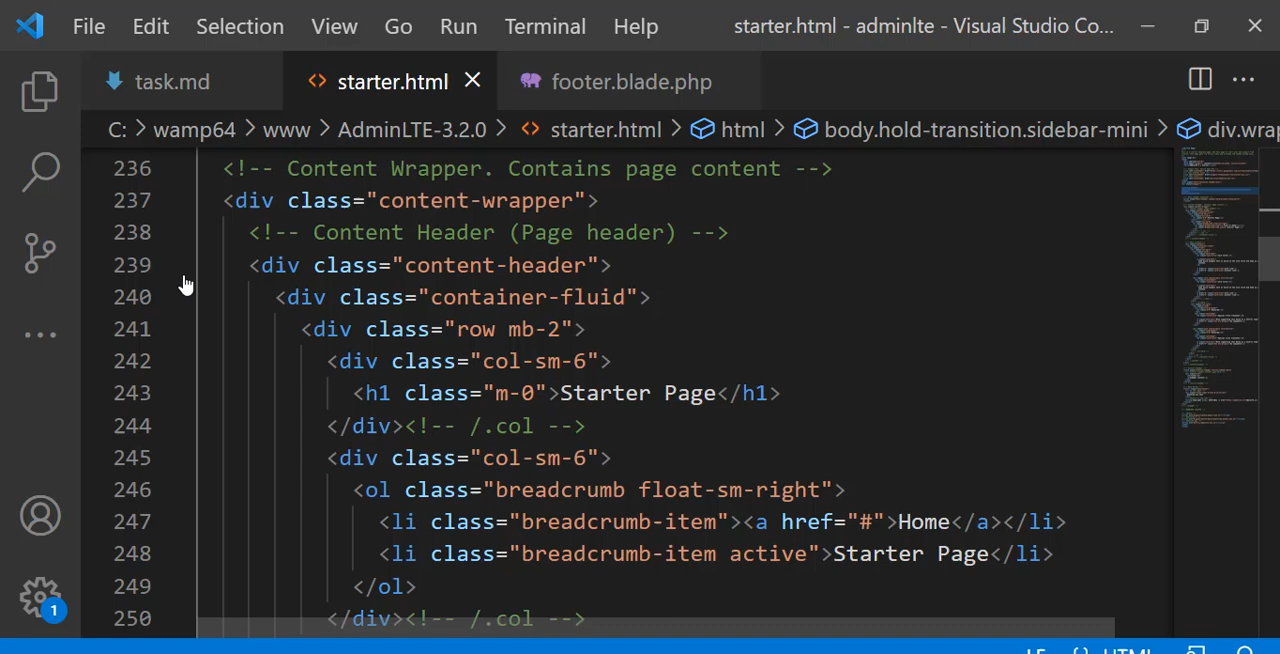 File Edit Selection View Go Run Terminal Help starter.html - adminlte - Visual Studio Co...
task.md starter.html footer.blade.php
C: > wamp64 > www > AdminLTE-3.2.0 > starter.html > html > body.hold-transition.sidebar-mini > div.wrap
236 <!-- Content Wrapper. Contains page content -->
237 <div class="content-wrapper">
238 <!-- Content Header (Page header) -->
239 <div class="content-header">
240 <div class="container-fluid">
241 <div class="row mb-2">
242 <div class="col-sm-6">
243 <h1 class="m-0">Starter Page</h1>
244 </div><!-- /.col -->
245 <div class="col-sm-6">
246 <ol class="breadcrumb float-sm-right">
247 <li class="breadcrumb-item"><a href="#">Home</a></li>
248 <li class="breadcrumb-item active">Starter Page</li>
249 </ol>
250 </div><!-- /.col -->
1